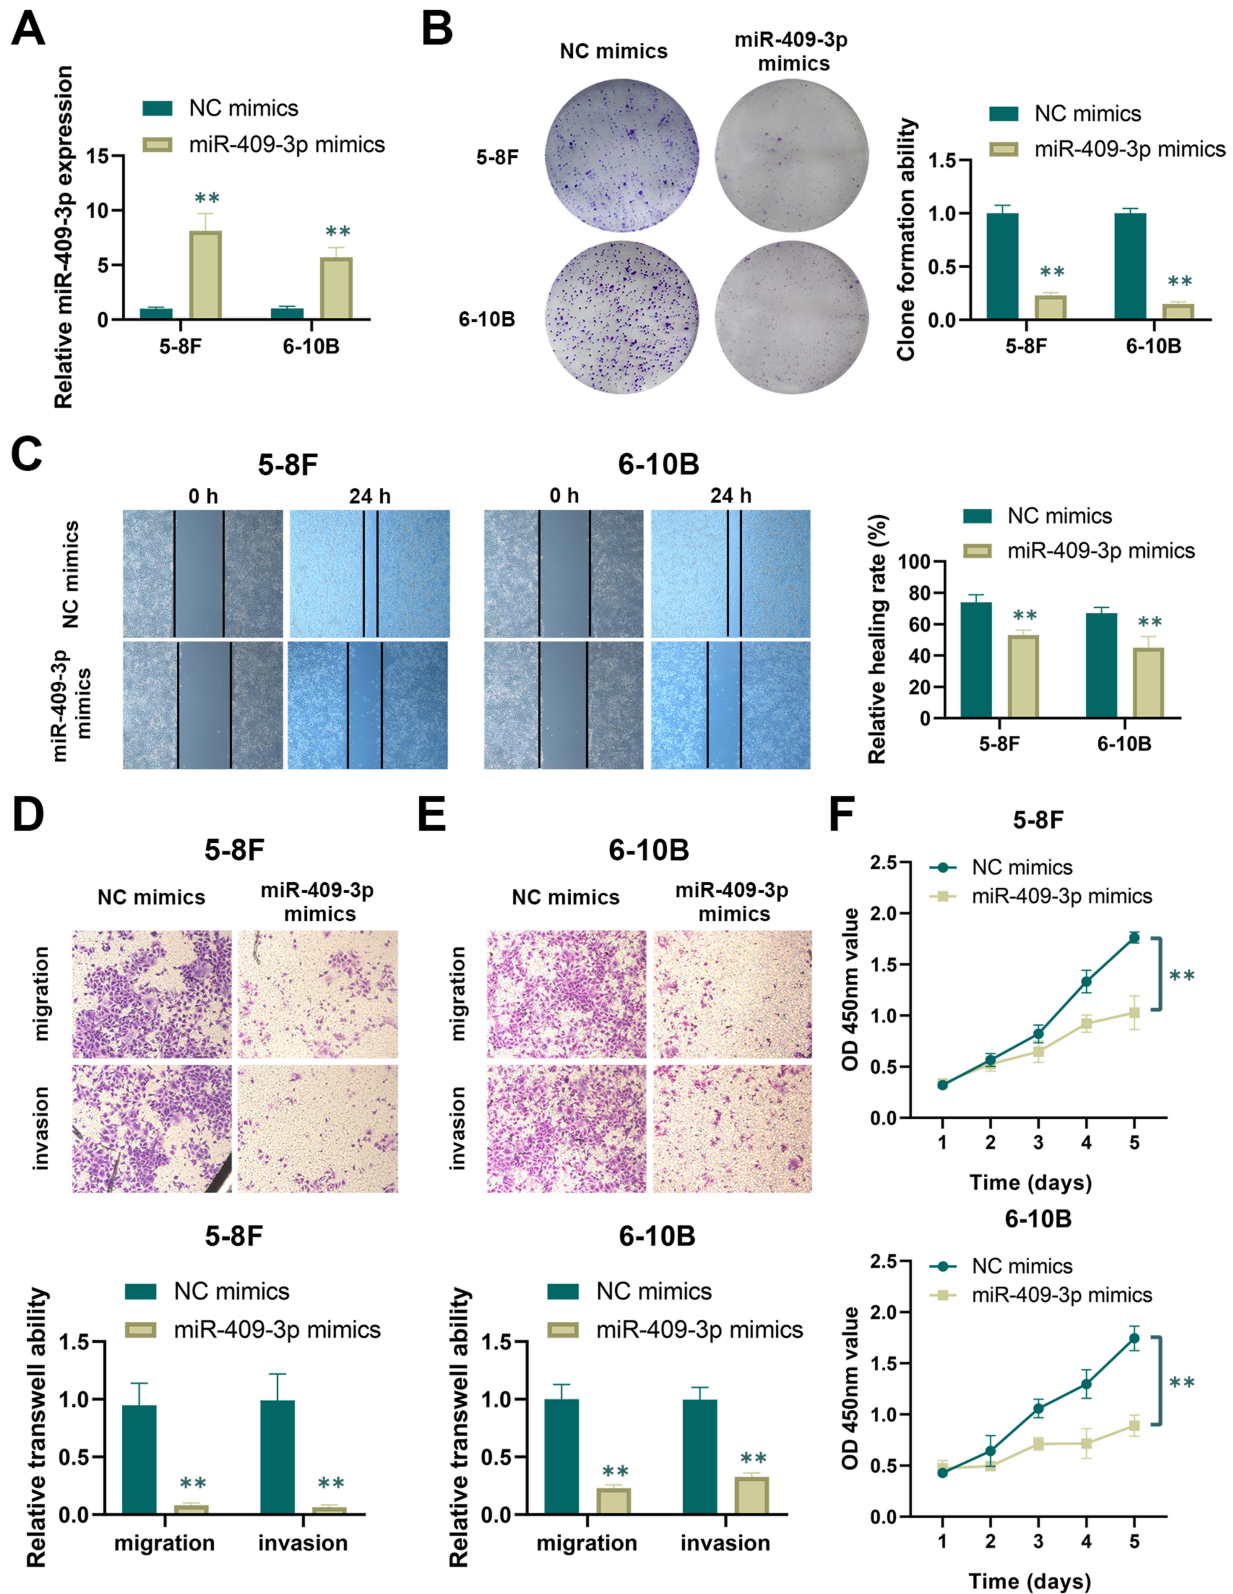 A
Relative miR-409-3p expression
NC mimics
miR-409-3p mimics
15
10
5
0
**
**
5-8F
6-10B
B
NC mimics
miR-409-3p
mimics
5-8F
6-10B
Clone formation ability
NC mimics
miR-409-3p mimics
1.5
1.0
0.5
0.0
**
**
5-8F
6-10B
C
5-8F
6-10B
0 h
24 h
0 h
24 h
NC mimics
miR-409-3p
mimics
Relative healing rate (%)
NC mimics
miR-409-3p mimics
100
80
60
40
20
0
**
**
5-8F
6-10B
D
5-8F
NC mimics
miR-409-3p
mimics
migration
invasion
5-8F
Relative transwell ability
NC mimics
miR-409-3p mimics
1.5
1.0
0.5
0.0
**
**
migration
invasion
E
6-10B
NC mimics
miR-409-3p
mimics
migration
invasion
6-10B
Relative transwell ability
NC mimics
miR-409-3p mimics
1.5
1.0
0.5
0.0
**
**
migration
invasion
F
5-8F
OD 450nm value
NC mimics
miR-409-3p mimics
2.5
2.0
1.5
1.0
0.5
0.0
**
1 2 3 4 5
Time (days)
6-10B
OD 450nm value
NC mimics
miR-409-3p mimics
2.5
2.0
1.5
1.0
0.5
0.0
**
1 2 3 4 5
Time (days)